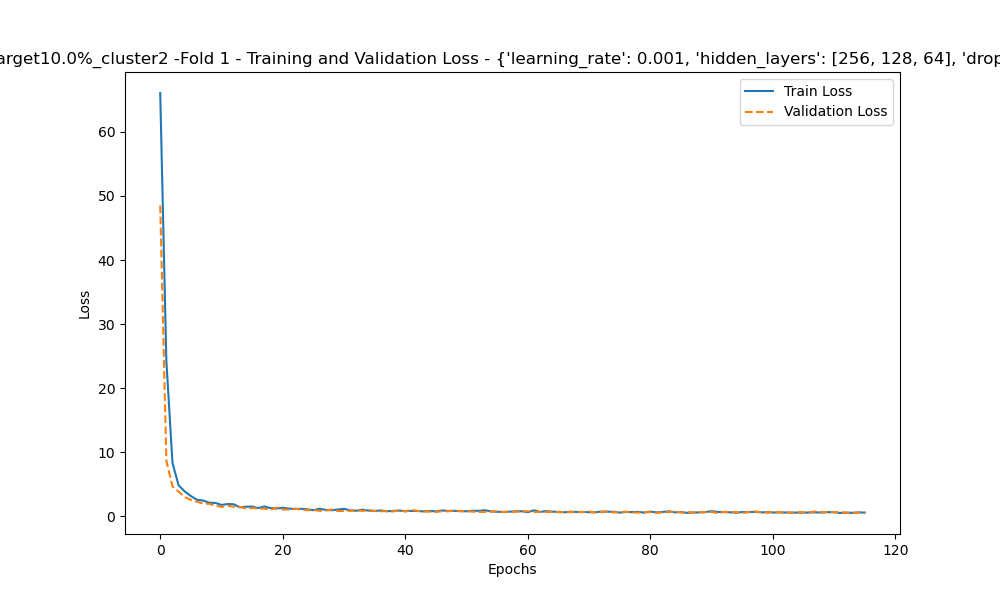 arget10.0%_cluster2 -Fold 1 - Training and Validation Loss - {'learning_rate': 0.001, 'hidden_layers': [256, 128, 64], 'drop
Train Loss
Validation Loss
60
50
40
30
20
10
0
Loss
0 20 40 60 80 100 120
Epochs